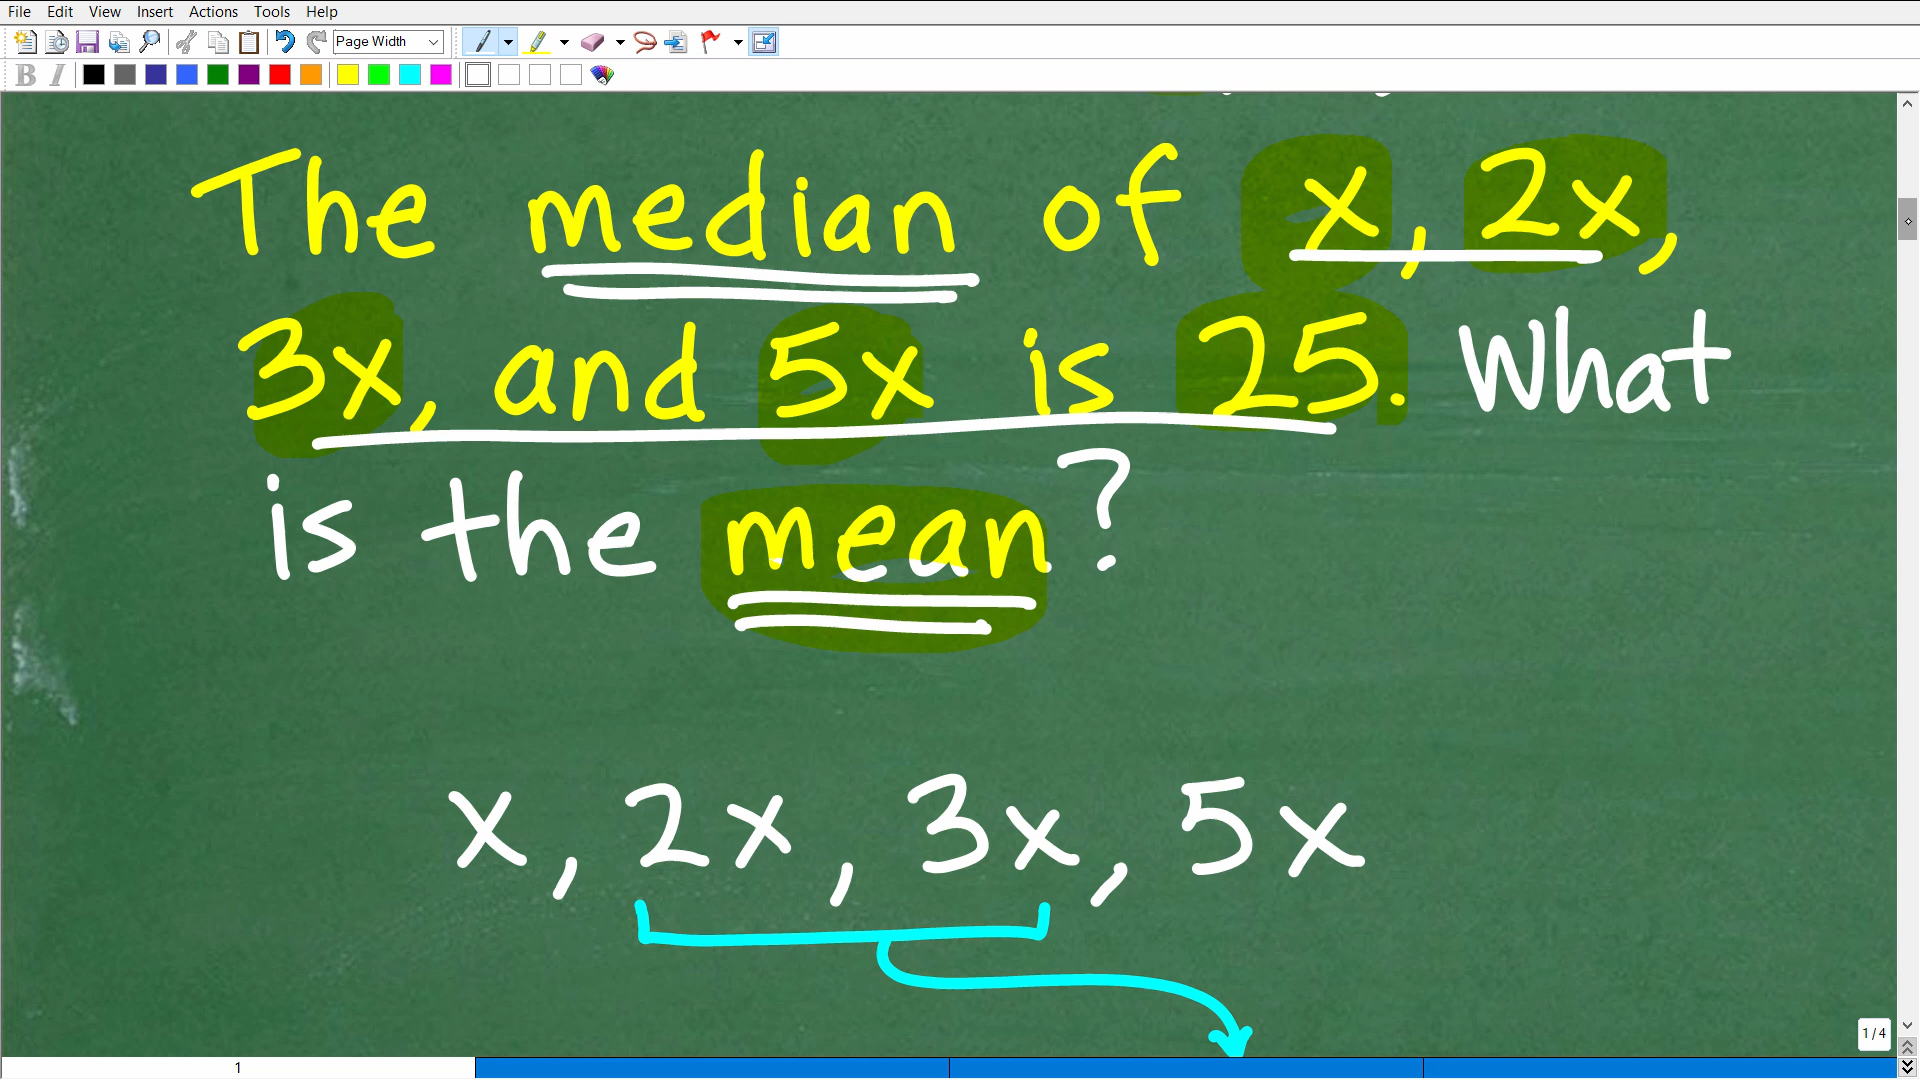 File Edit View Insert Actions Tools Help
Page Width
B I
The median of x, 2x,
3x, and 5x is 25. What
is the mean?
x, 2x, 3x, 5x
1 / 4
1